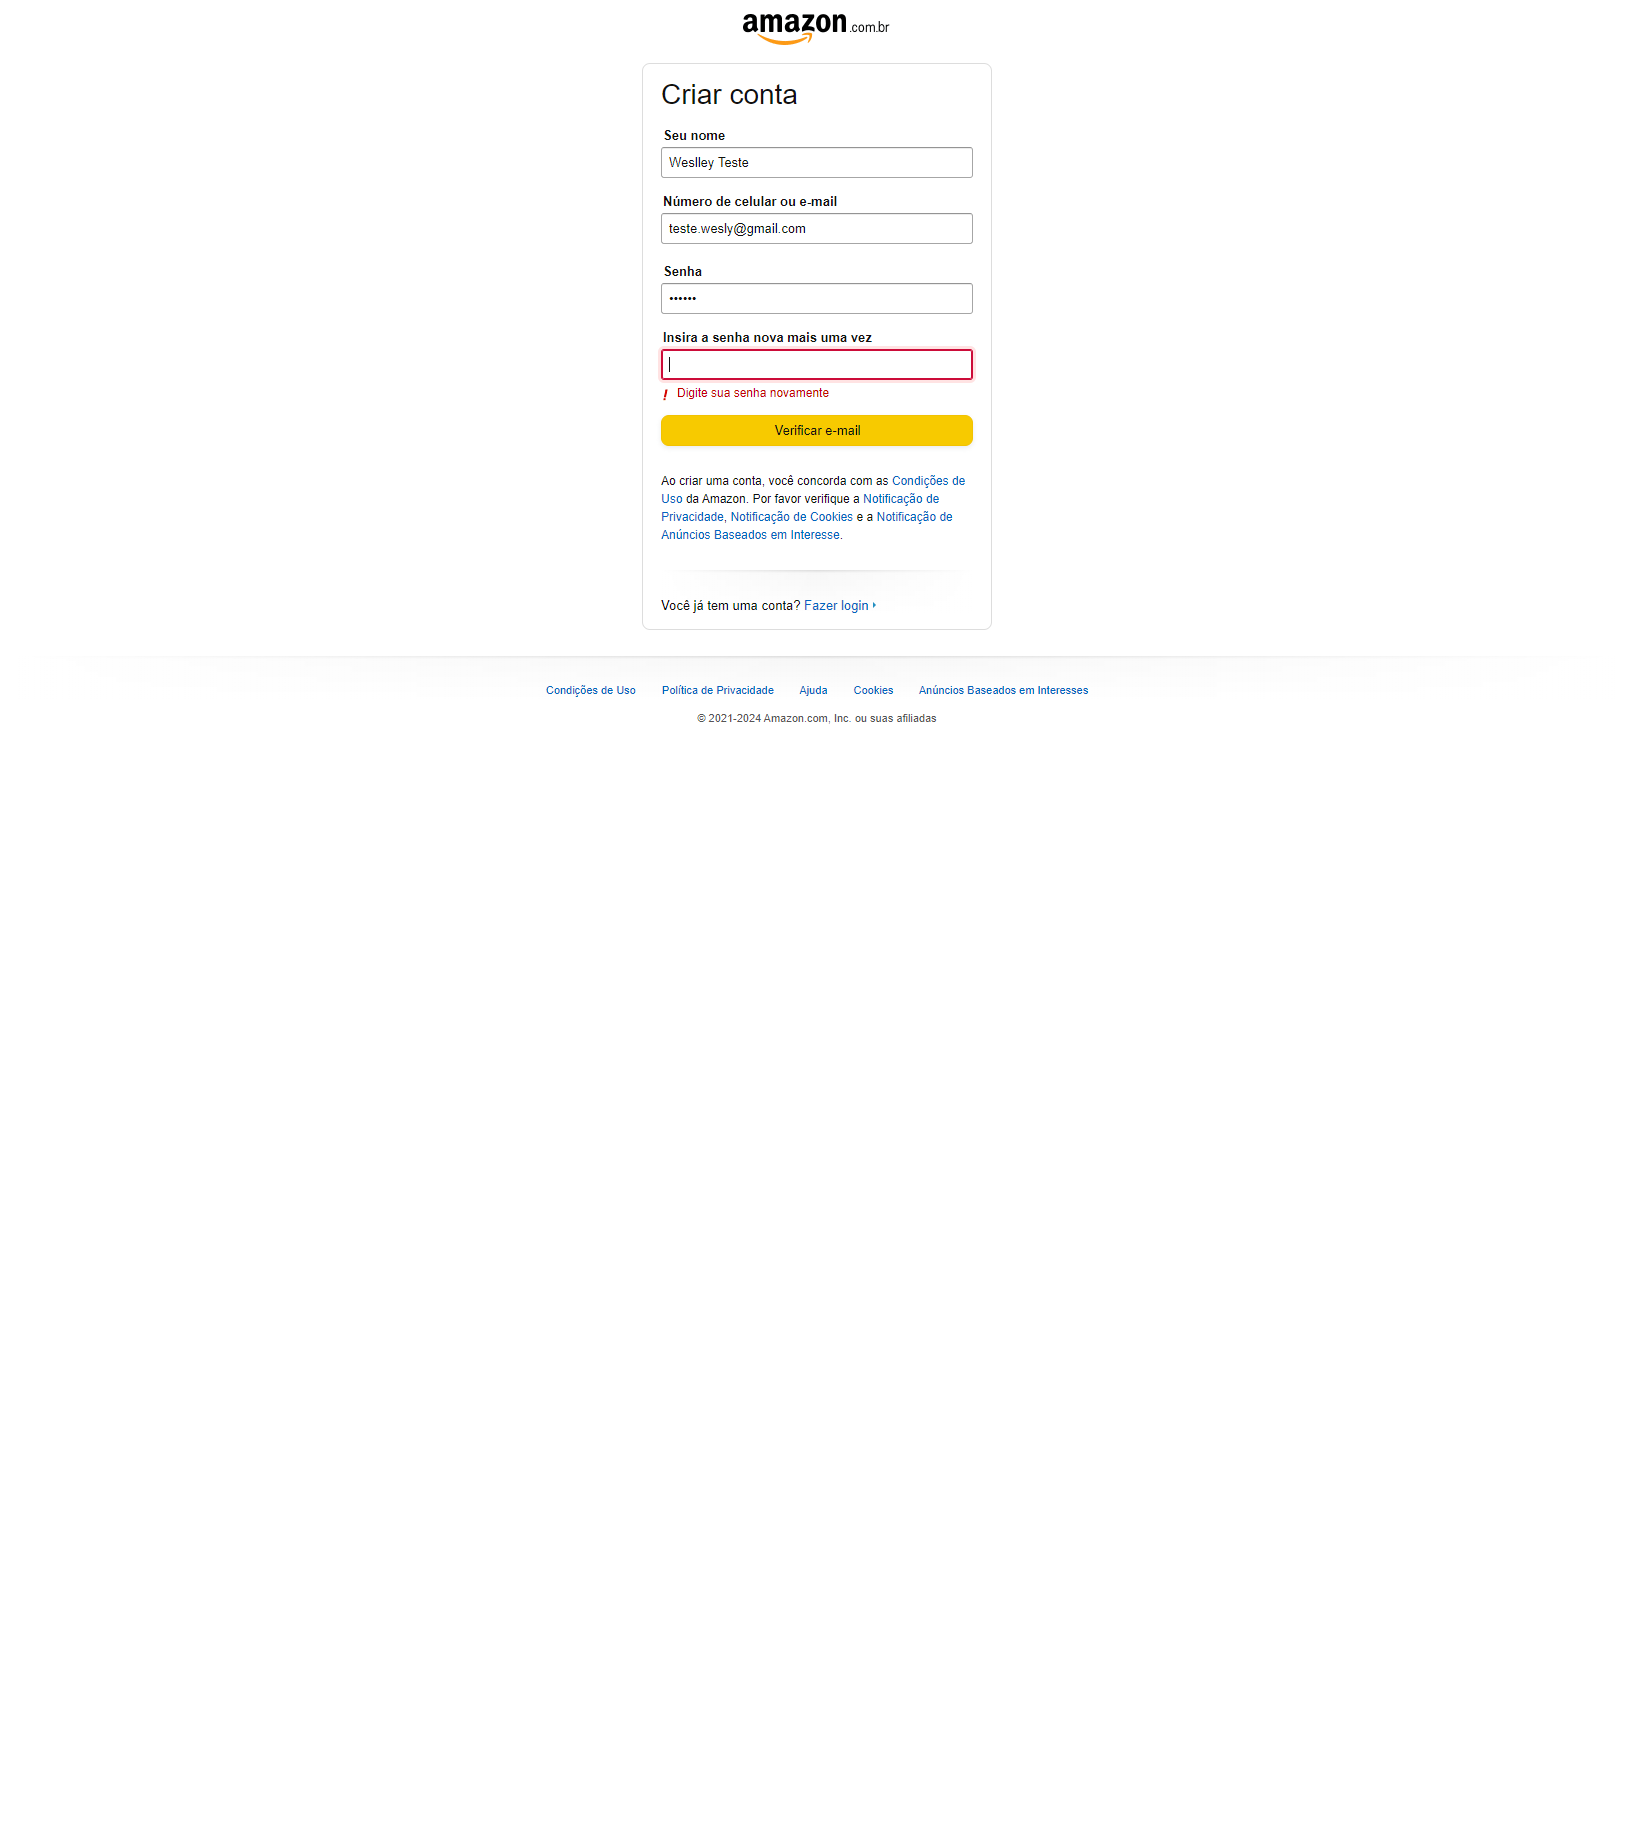 amazon.com.br
Criar conta
Seu nome
Weslley Teste
Número de celular ou e-mail
teste.wesly@gmail.com
Senha
••••••
Insira a senha nova mais uma vez
! Digite sua senha novamente
Verificar e-mail
Ao criar uma conta, você concorda com as Condições de
Uso da Amazon. Por favor verifique a Notificação de
Privacidade, Notificação de Cookies e a Notificação de
Anúncios Baseados em Interesse.
Você já tem uma conta? Fazer login
Condições de Uso Política de Privacidade Ajuda Cookies Anúncios Baseados em Interesses
© 2021-2024 Amazon.com, Inc. ou suas afiliadas